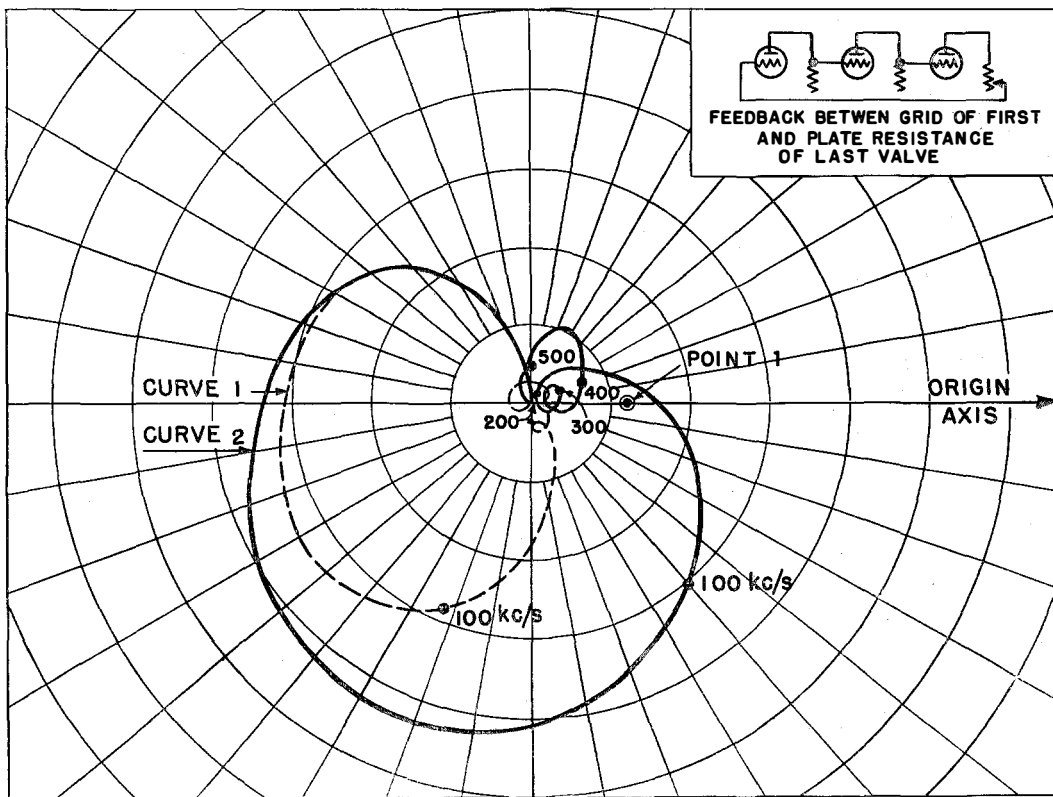 FEEDBACK BETWEN GRID OF FIRST
AND PLATE RESISTANCE
OF LAST VALVE
500
POINT 1
CURVE 1
400
ORIGIN
AXIS
200
300
CURVE 2
100 kc/s
100 kc/s